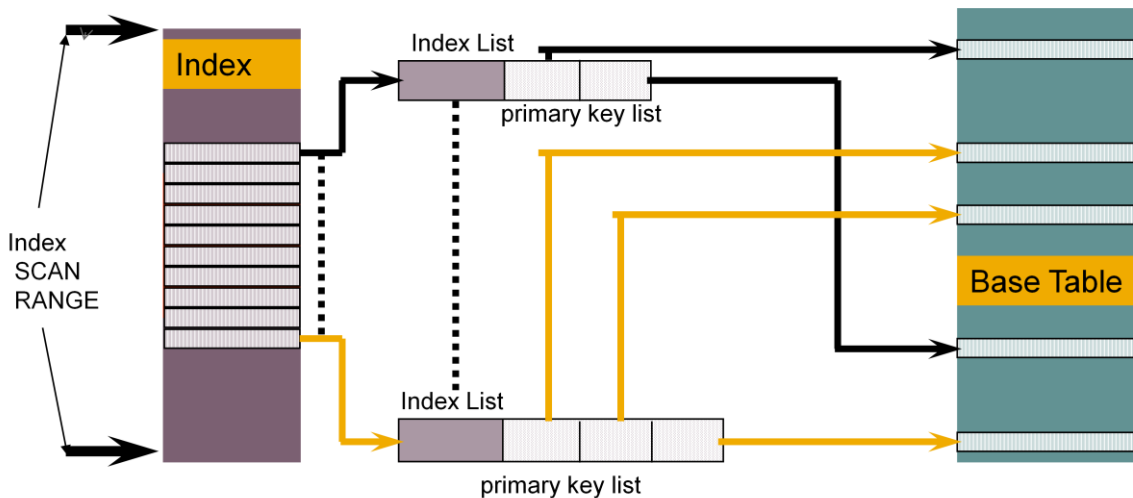 Index
Index
SCAN
RANGE
Index List
primary key list
Index List
primary key list
Base Table